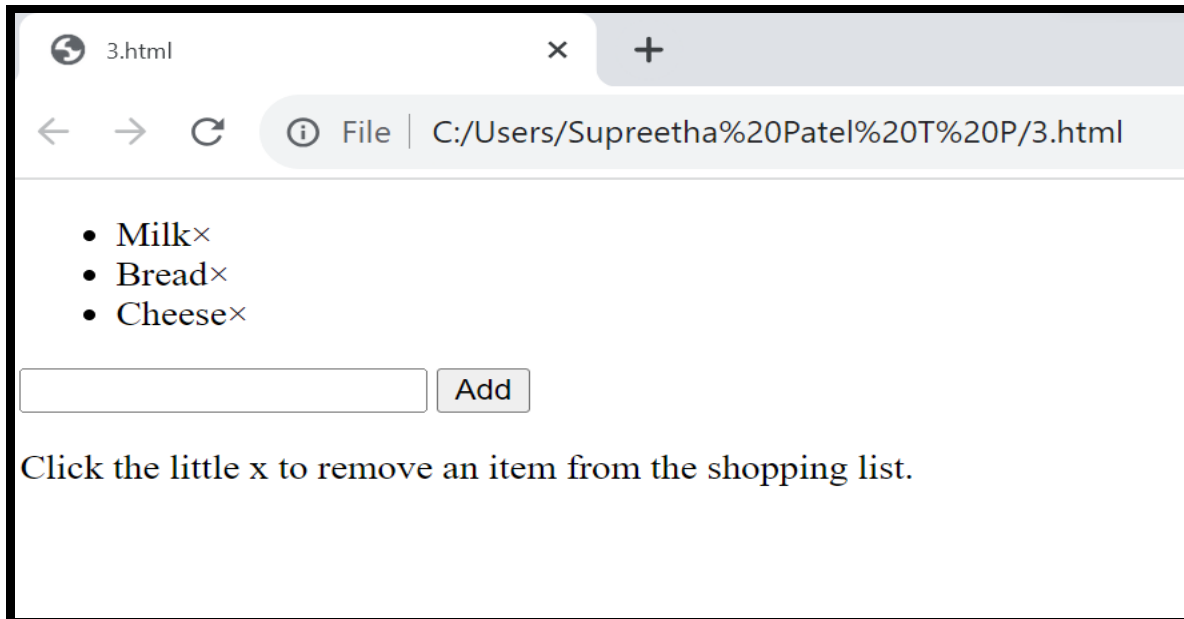 3.html
File C:/Users/Supreetha%20Patel%20T%20P/3.html
Milk×
Bread×
Cheese×
Add
Click the little x to remove an item from the shopping list.